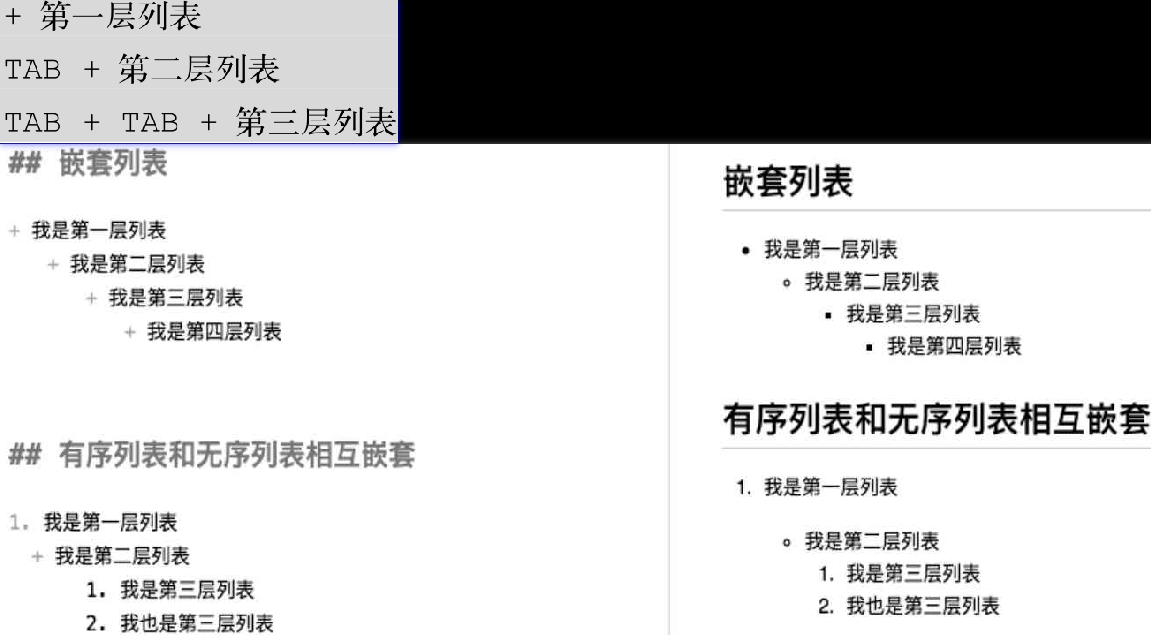 + 第一层列表
TAB + 第二层列表
TAB + TAB + 第三层列表
## 嵌套列表
+ 我是第一层列表
+ 我是第二层列表
+ 我是第三层列表
+ 我是第四层列表
## 有序列表和无序列表相互嵌套
1. 我是第一层列表
+ 我是第二层列表
1. 我是第三层列表
2. 我也是第三层列表
嵌套列表
• 我是第一层列表
◦ 我是第二层列表
▪ 我是第三层列表
▪ 我是第四层列表
有序列表和无序列表相互嵌套
1. 我是第一层列表
◦ 我是第二层列表
1. 我是第三层列表
2. 我也是第三层列表